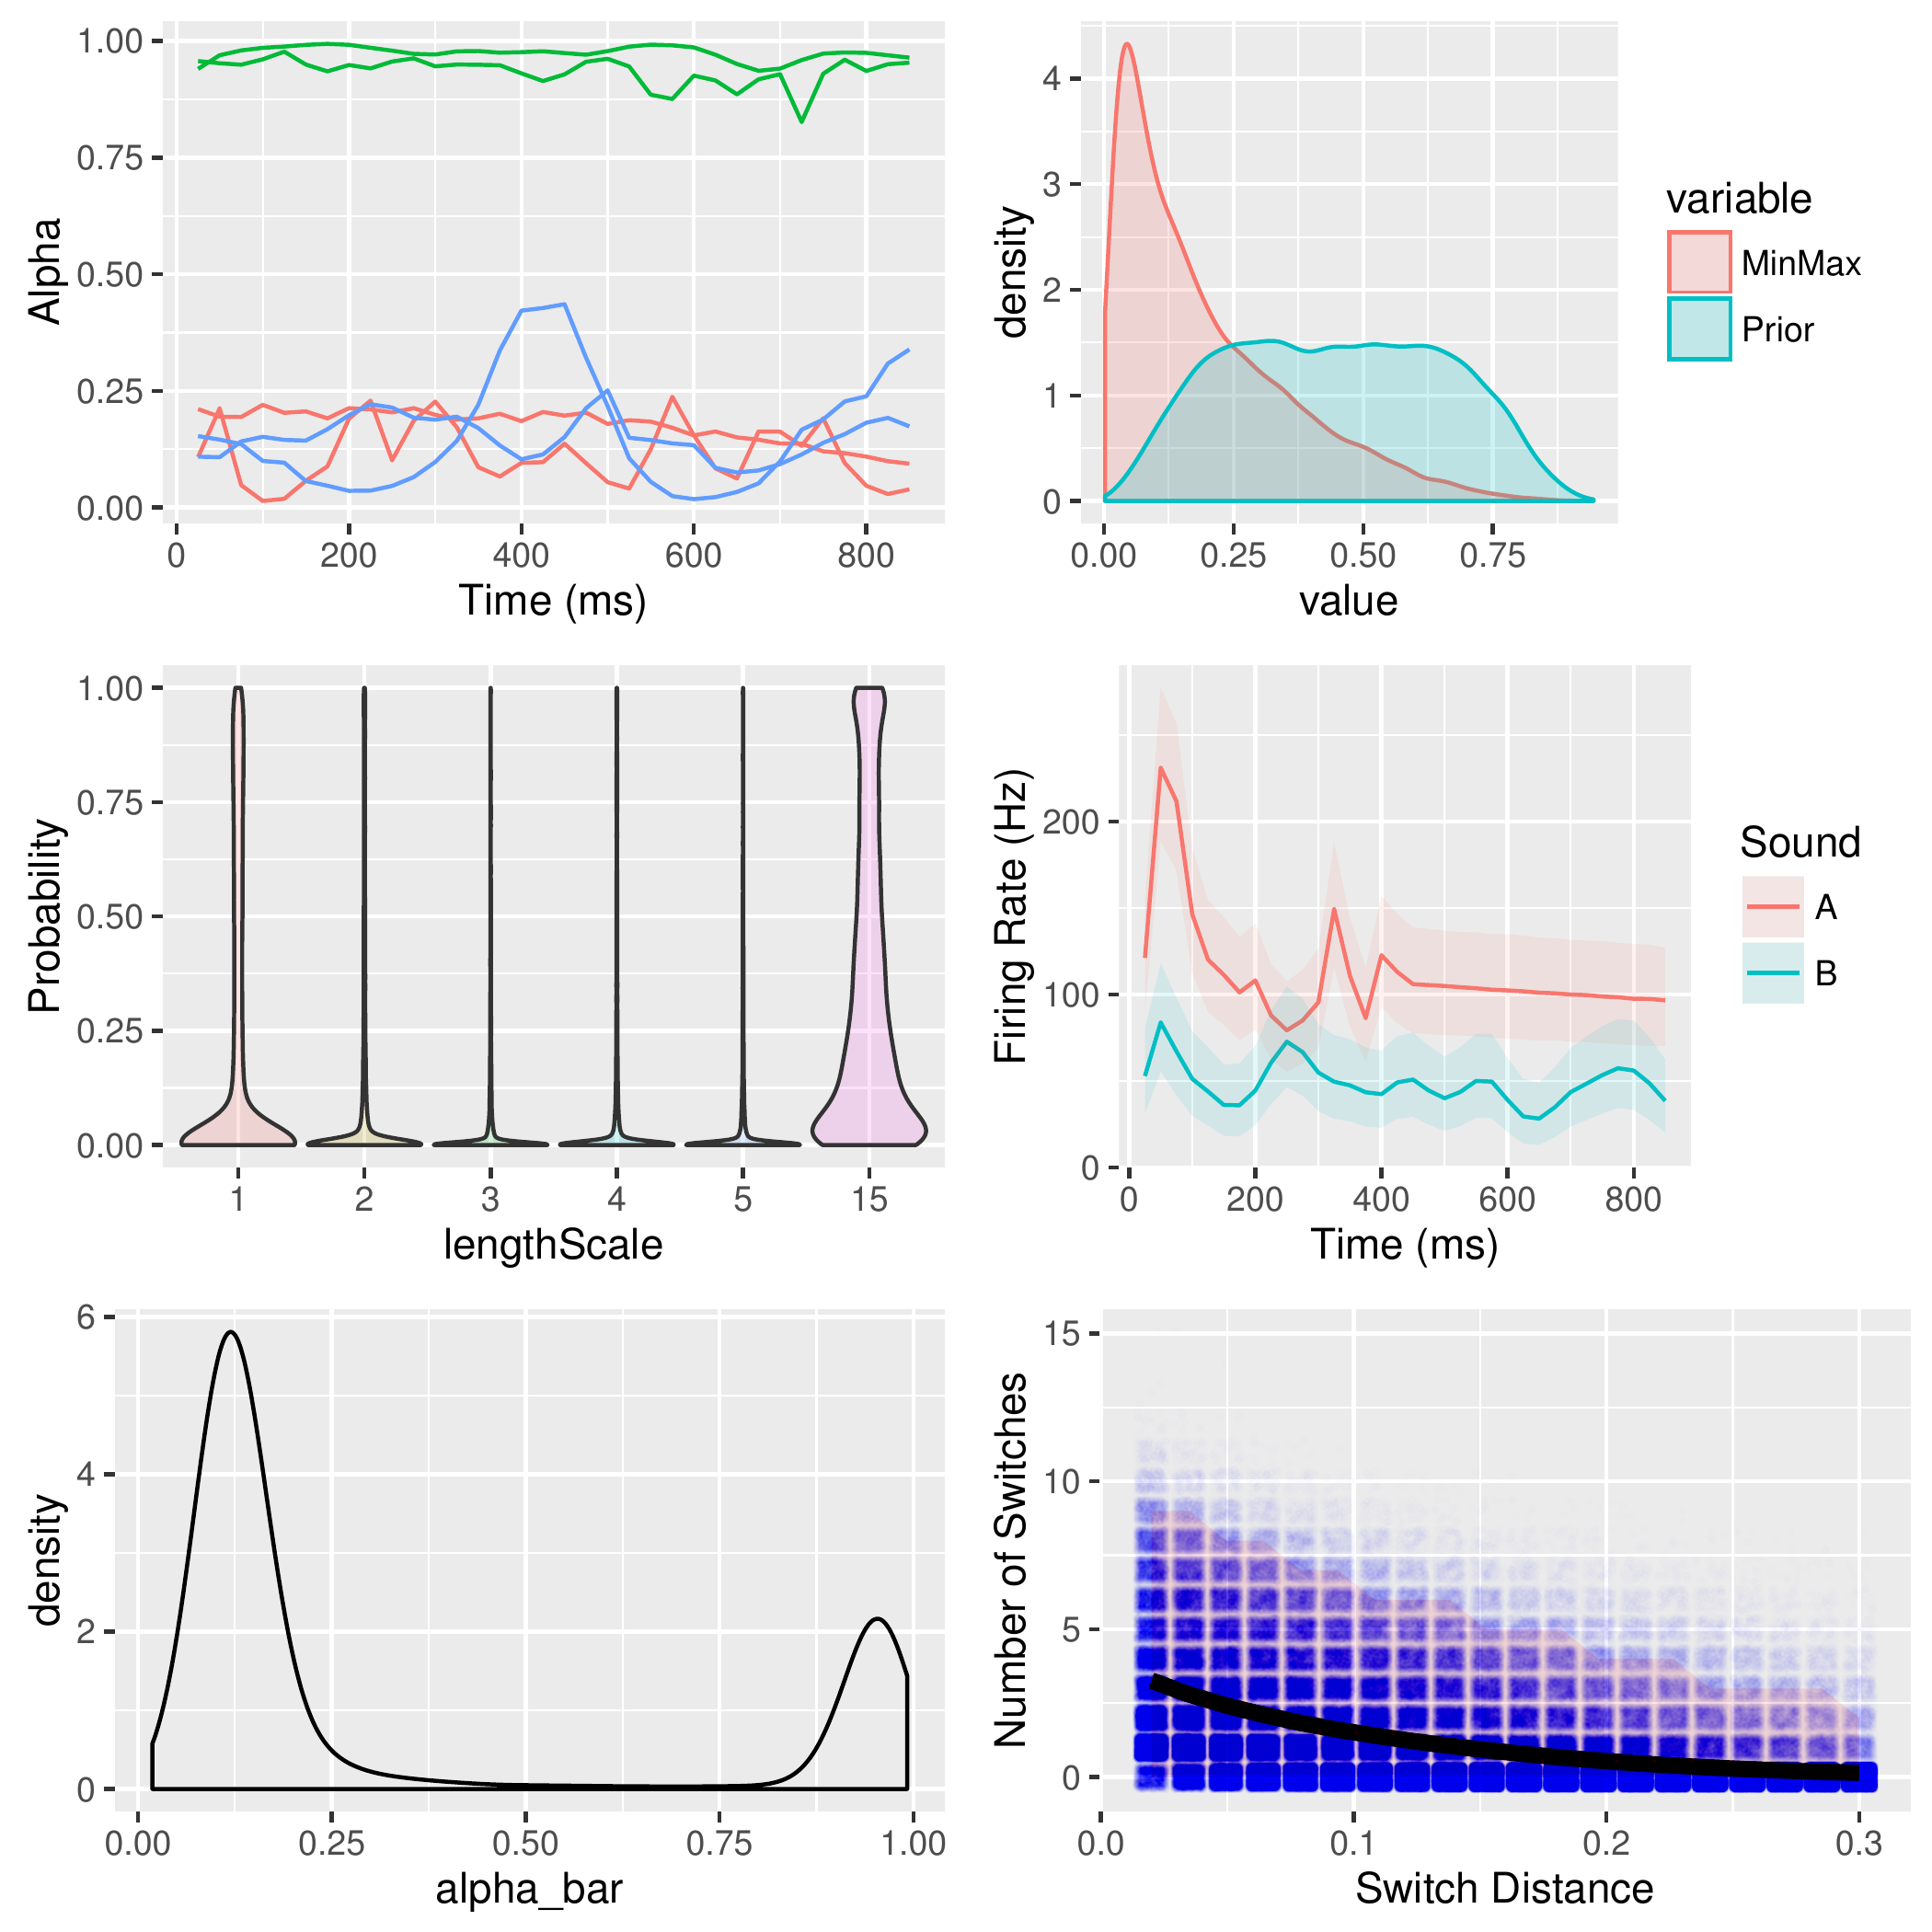 1.00
0.75
0.50
0.25
0.00
Alpha
0 200 400 600 800
Time (ms)
4
3
2
1
0
density
0.00 0.25 0.50 0.75
value
variable
MinMax
Prior
1.00
0.75
0.50
0.25
0.00
Probability
1 2 3 4 5 15
lengthScale
200
100
0
Firing Rate (Hz)
0 200 400 600 800
Time (ms)
Sound
A
B
6
4
2
0
density
0.00 0.25 0.50 0.75 1.00
alpha_bar
15
10
5
0
Number of Switches
0.0 0.1 0.2 0.3
Switch Distance